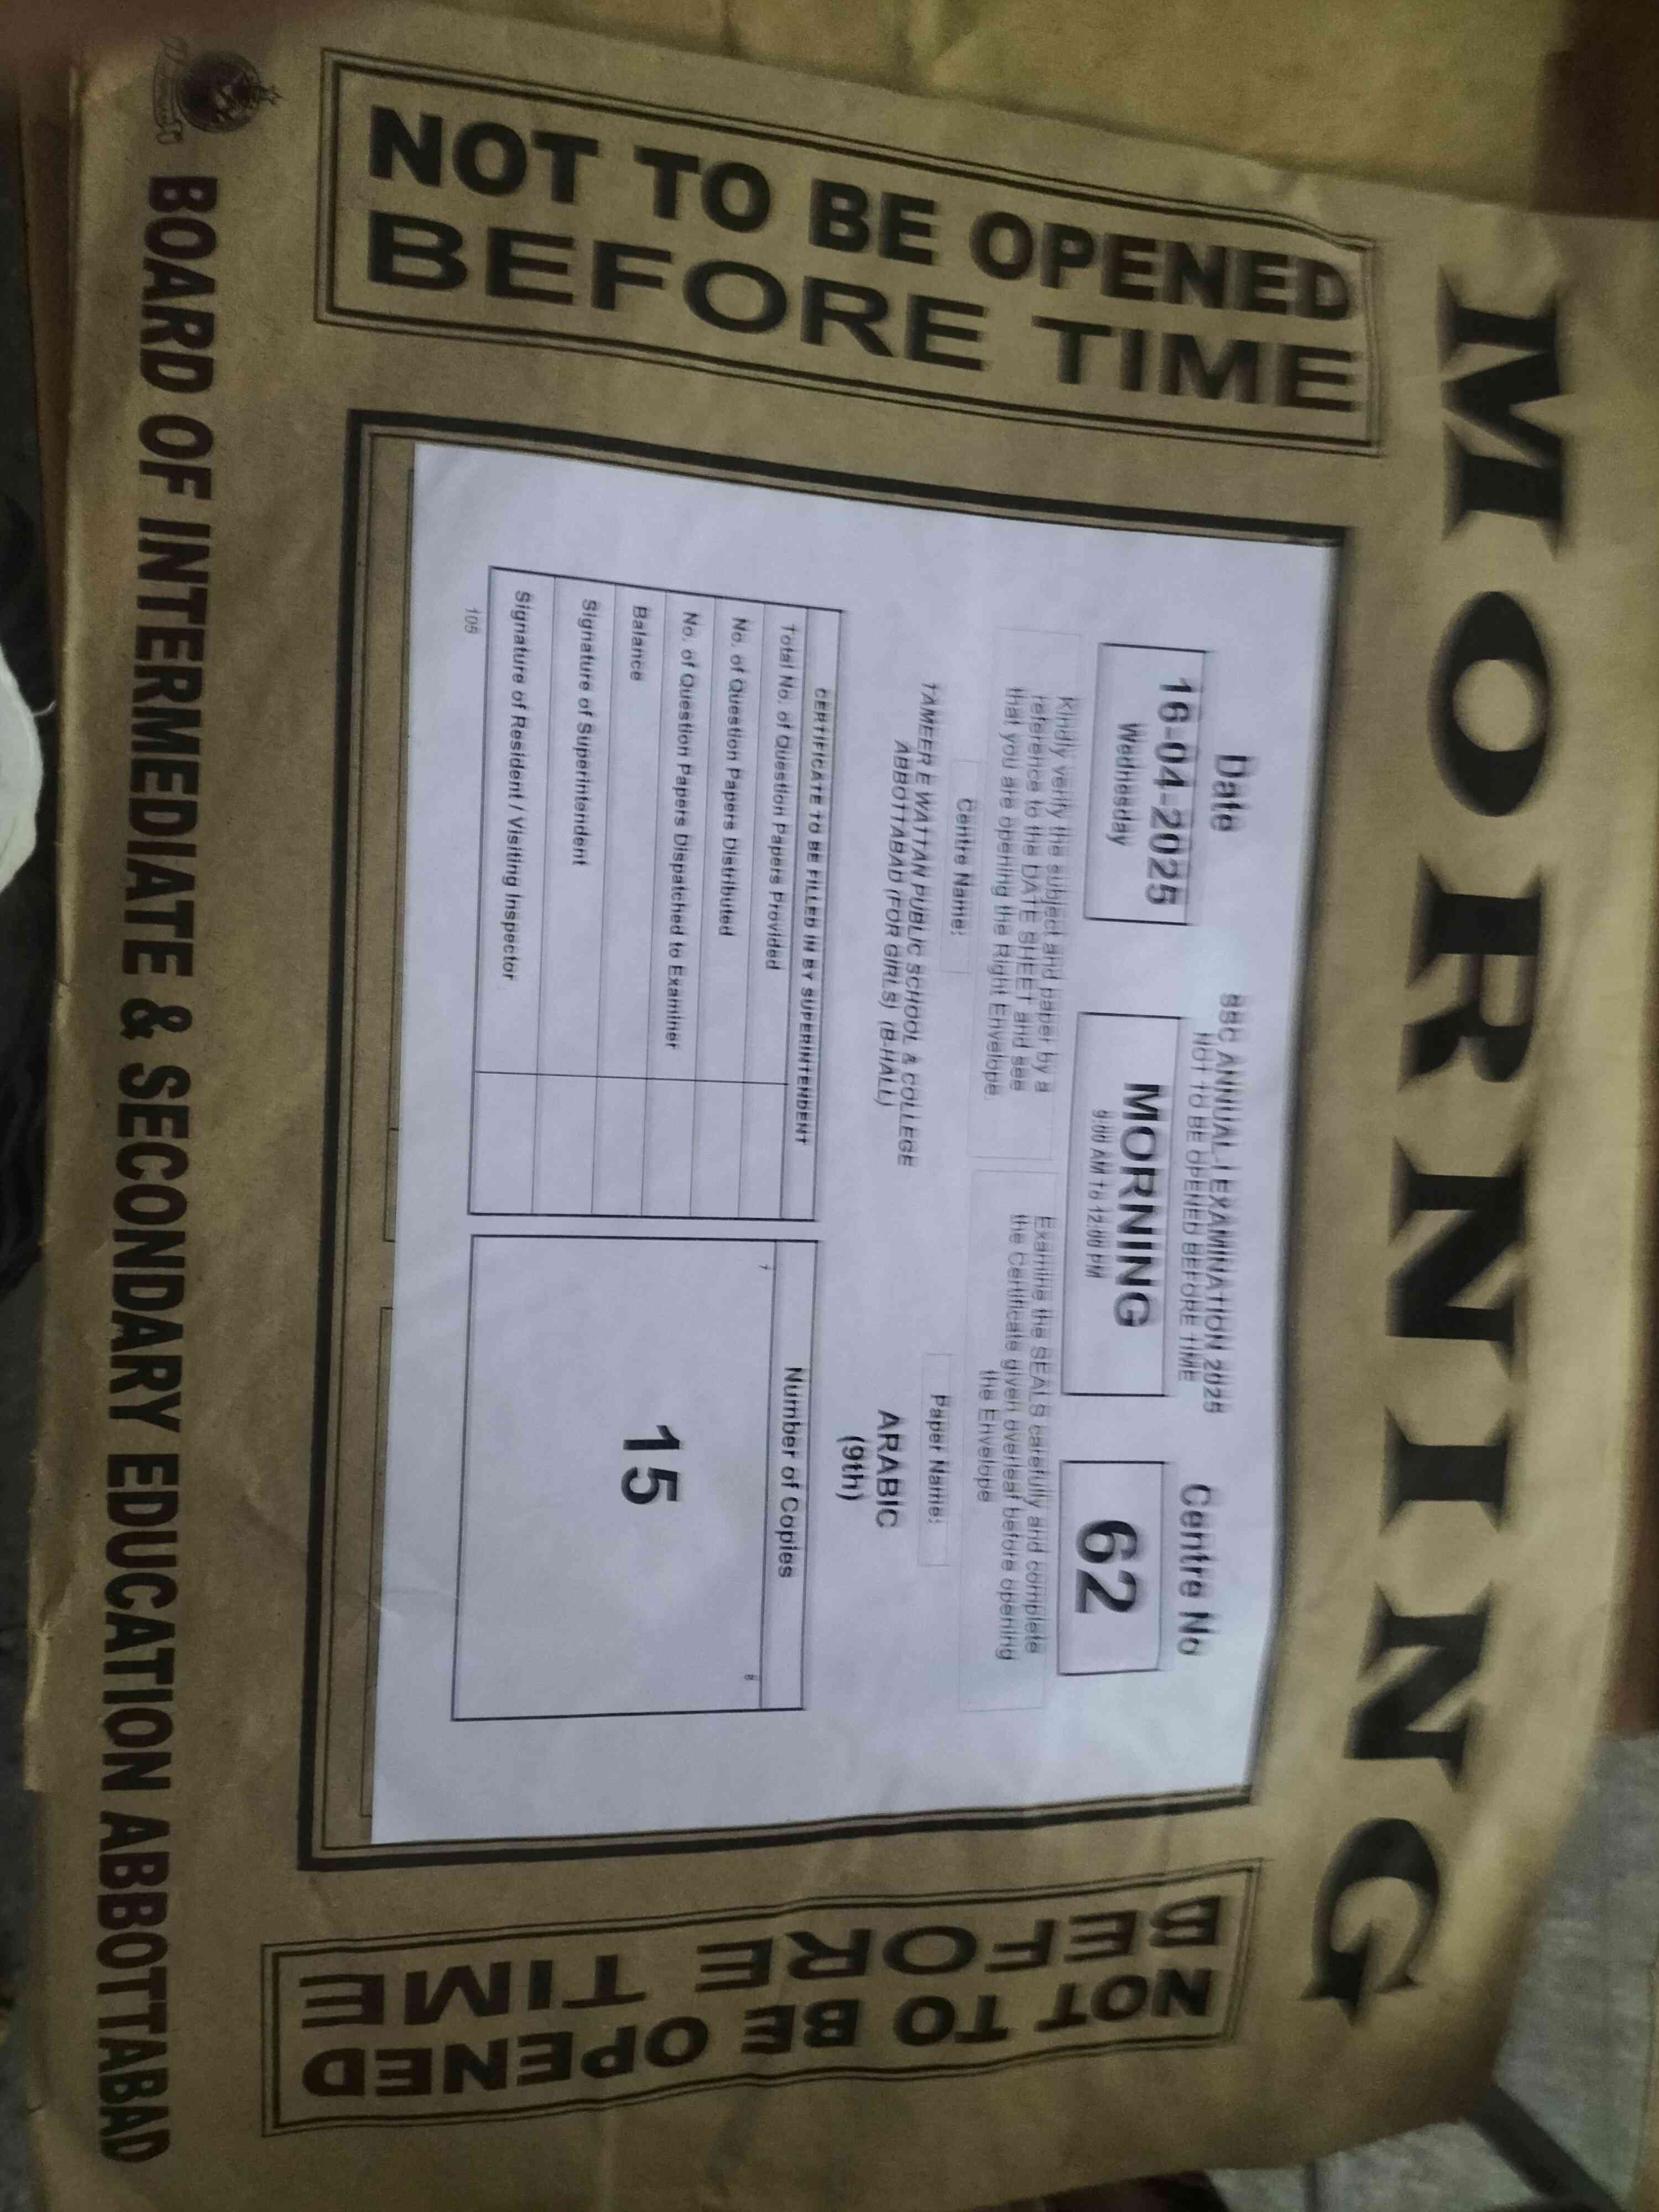 MORNING
NOT TO BE OPENED
BEFORE TIME
Date
16-04-2025
Wednesday
SSC ANNUAL-I EXAMINATION 2025
NOT TO BE OPENED BEFORE TIME
MORNING
9:00 AM to 12:00 PM
Centre No
62
Kindly verify the subject and paper by a
reference to the DATE SHEET and see
that you are opening the Right Envelope.
Examine the SEALS carefully and complete
the Certificate given overleaf before opening
the Envelope
Centre Name:
TAMEER E WATTAN PUBLIC SCHOOL & COLLEGE
ABBOTTABAD (FOR GIRLS) (B-HALL)
Paper Name:
ARABIC
(9th)
CERTIFICATE TO BE FILLED IN BY SUPERINTENDENT
Total No. of Question Papers Provided
No. of Question Papers Distributed
No. of Question Papers Dispatched to Examiner
Balance
Signature of Superintendent
Signature of Resident / Visiting Inspector
105
Number of Copies
15
NOT TO BE OPENED
BEFORE TIME
BOARD OF INTERMEDIATE & SECONDARY EDUCATION ABBOTTABAD